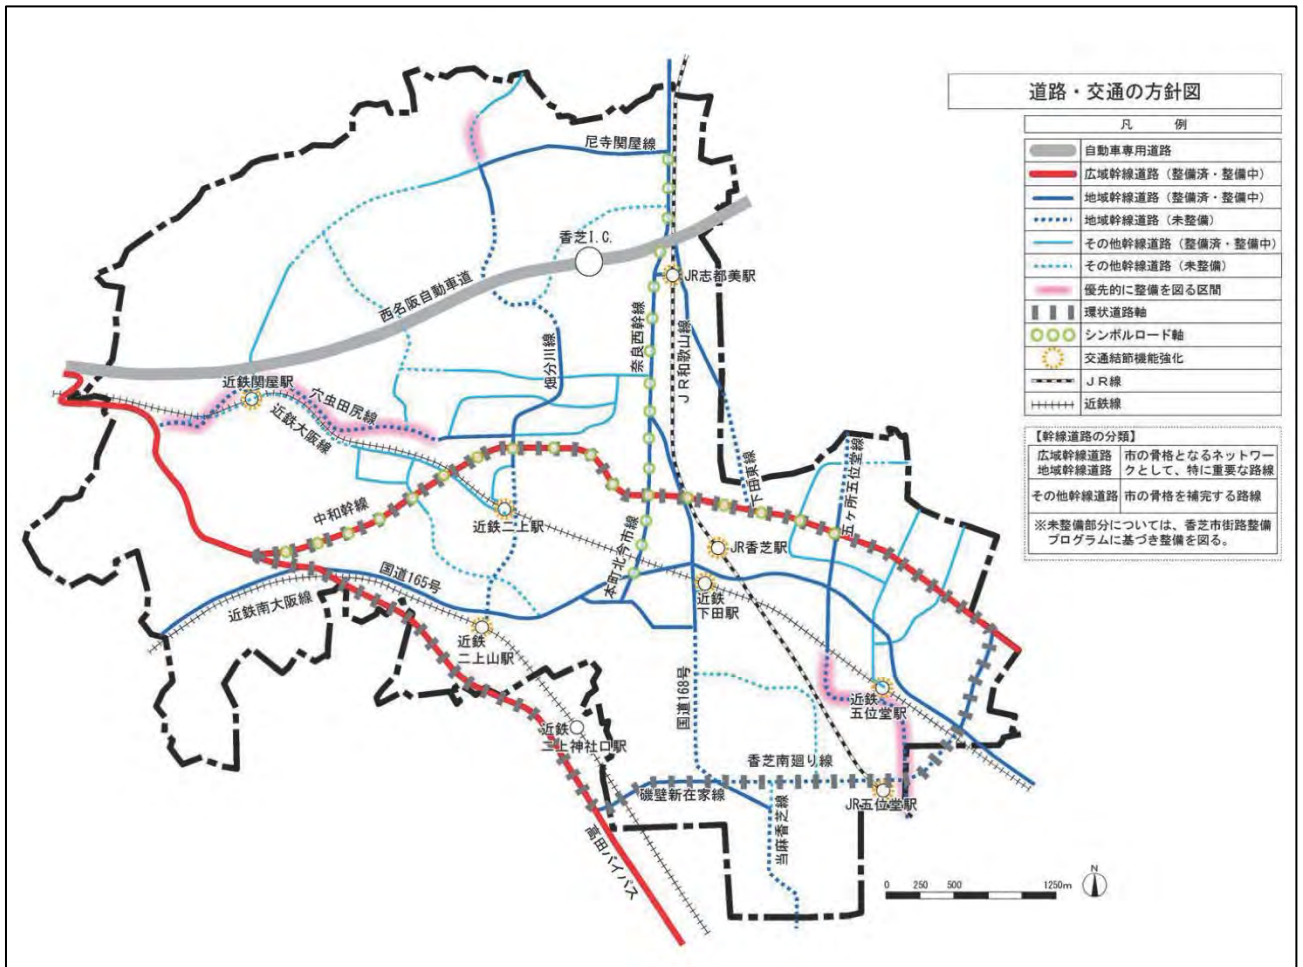 道路・交通の方針図
凡 例
自動車専用道路
広域幹線道路（整備済・整備中）
地域幹線道路（整備済・整備中）
地域幹線道路（未整備）
その他幹線道路（整備済・整備中）
その他幹線道路（未整備）
優先的に整備を図る区間
環状道路軸
シンボルロード軸
交通結節機能強化
ＪＲ線
近鉄線
【幹線道路の分類】
広域幹線道路 市の骨格となるネットワー
地域幹線道路 クとして、特に重要な路線
その他幹線道路 市の骨格を補完する路線
※未整備部分については、香芝市街路整備
プログラムに基づき整備を図る。
尼寺関屋線
香芝I.C.
JR志都美駅
西名阪自動車道
奈良西幹線
ＪＲ和歌山線
畑分川線
近鉄関屋駅
穴虫田尻線
近鉄大阪線
下田東線
五ケ所五位堂線
中和幹線
近鉄二上駅
本町北今市線
JR香芝駅
国道165号
近鉄南大阪線
近鉄
下田駅
近鉄
二上山駅
国道168号
近鉄
五位堂駅
近鉄
二上神社口駅
香芝南廻り線
磯壁新在家線
JR五位堂駅
当麻香芝線
高田バイパス
N
0 250 500 1250m